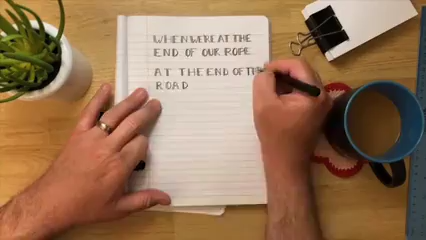 WHEN WERE AT THE
END OF OUR ROPE
AT THE END OF THE
ROAD